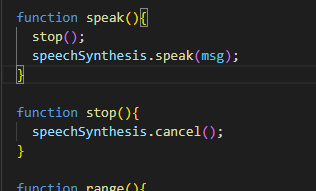 function speak(){
  stop();
  speechSynthesis.speak(msg);
}

function stop(){
  speechSynthesis.cancel();
}

function range(){